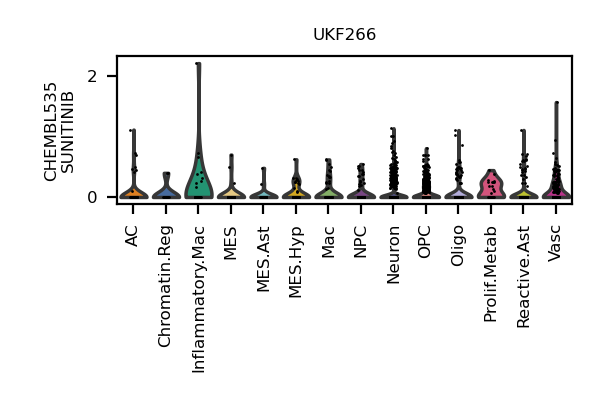 UKF266
CHEMBL535
SUNITINIB
2
0
AC
Chromatin.Reg
Inflammatory.Mac
MES
MES.Ast
MES.Hyp
Mac
NPC
Neuron
OPC
Oligo
Prolif.Metab
Reactive.Ast
Vasc